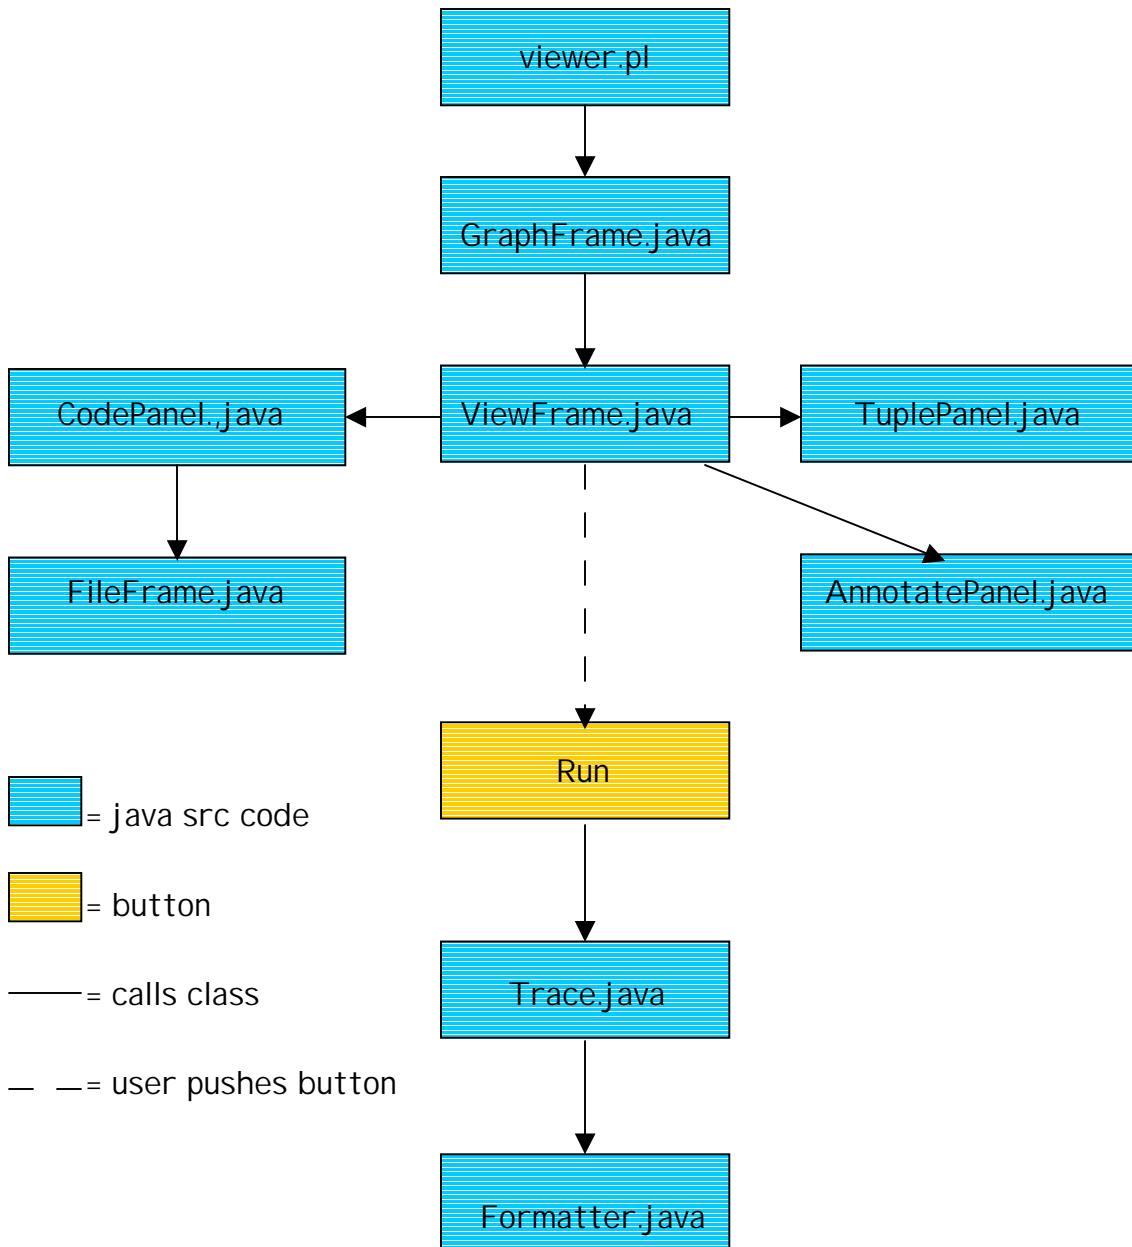 viewer.pl
GraphFrame.java
CodePanel.,java
ViewFrame.java
TuplePanel.java
FileFrame.java
AnnotatePanel.java
Run
= java src code
= button
Trace.java
= calls class
= user pushes button
Formatter.java